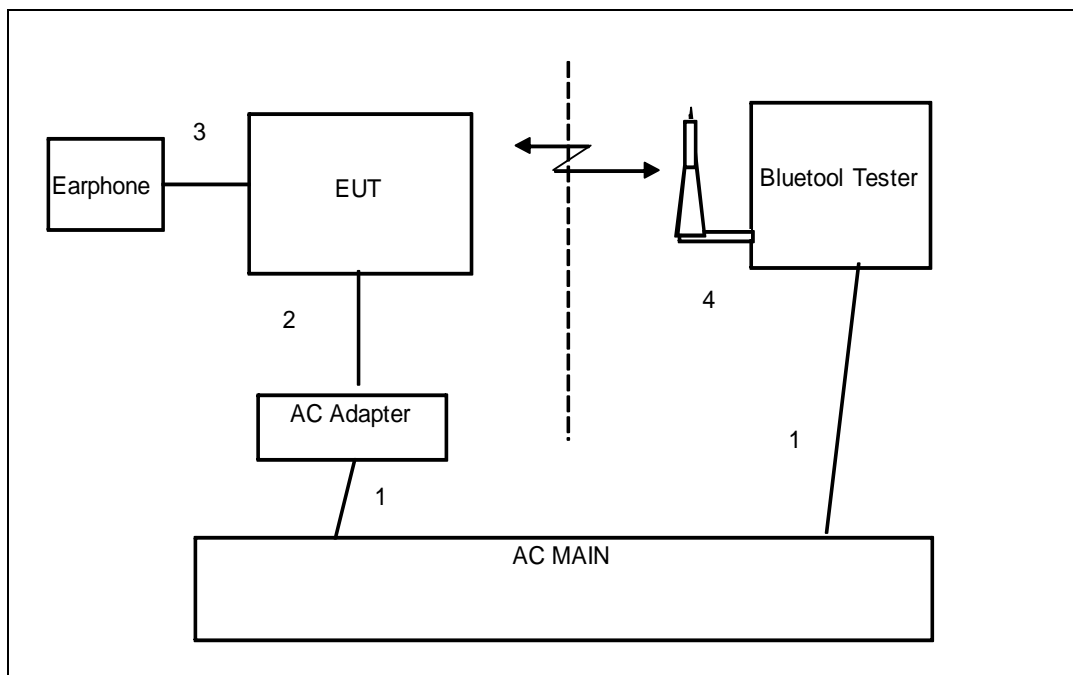 3
Earphone
EUT
Bluetool Tester
4
2
AC Adapter
1
1
AC MAIN